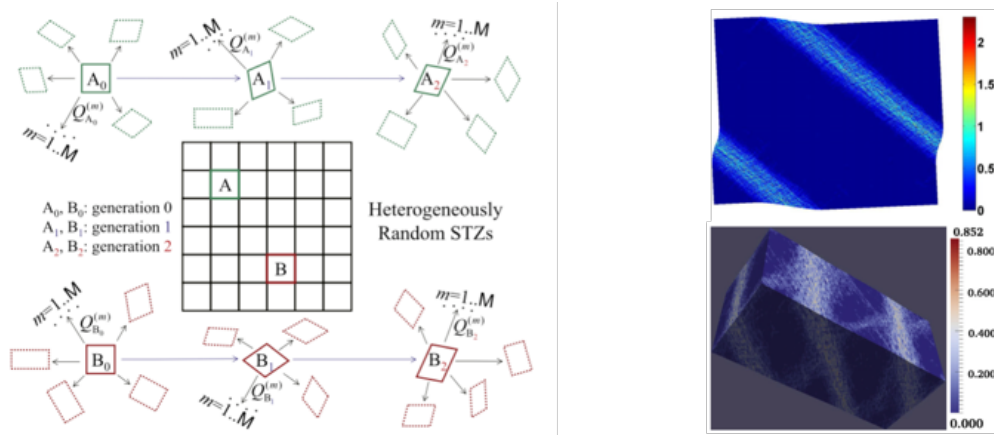 m=1..M
Q_{A_1}^{(m)}
m=1..M
Q_{A_2}^{(m)}
A_0
A_1
A_2
Q_{A_0}^{(m)}
m=1..M
A
A_0, B_0: generation 0
A_1, B_1: generation 1
A_2, B_2: generation 2
Heterogeneously
Random STZs
B
m=1..M
Q_{B_0}^{(m)}
m=1..M
Q_{B_2}^{(m)}
B_0
B_1
B_2
Q_{B_1}^{(m)}
m=1..M
2
1.5
1
0.5
0
0.852
0.800
0.600
0.400
0.200
0.000